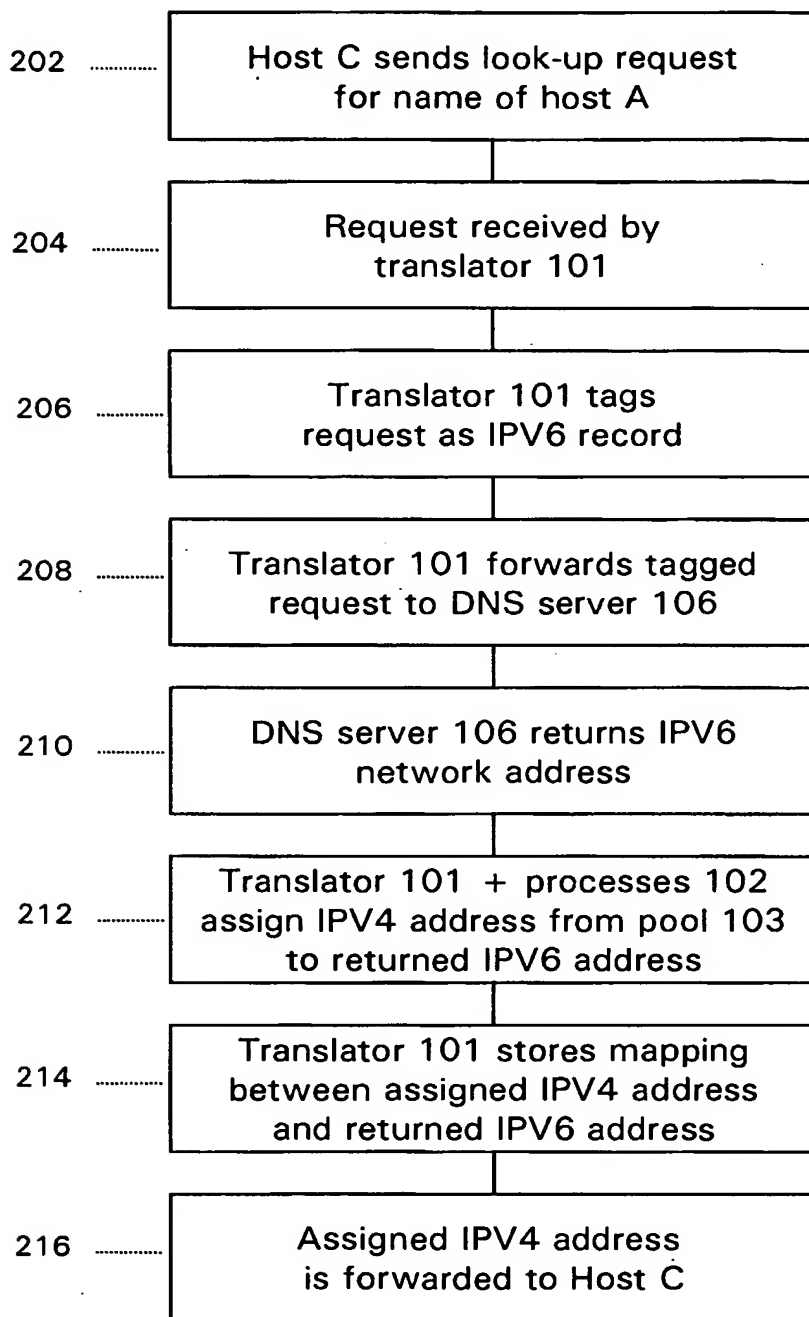 202 Host C sends look-up request
for name of host A
204 Request received by
translator 101
206 Translator 101 tags
request as IPV6 record
208 Translator 101 forwards tagged
request to DNS server 106
210 DNS server 106 returns IPV6
network address
212 Translator 101 + processes 102
assign IPV4 address from pool 103
to returned IPV6 address
214 Translator 101 stores mapping
between assigned IPV4 address
and returned IPV6 address
216 Assigned IPV4 address
is forwarded to Host C